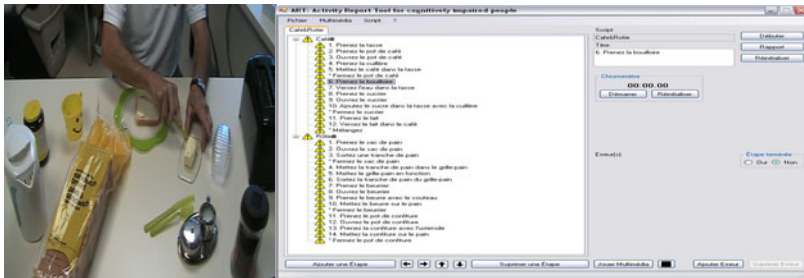 ART: Activity Report Tool for cognitively impaired people
Fichier Multimédia Script ?
Café&Rotie
Café
1. Prenez la tasse
2. Prenez le pot de café
3. Ouvrez le pot de café
4. Prenez la cuillère
5. Mettez le café dans la tasse
* Fermez le pot de café
6. Prenez la bouilloire
7. Versez l'eau dans la tasse
8. Prenez le sucrier
9. Ouvrez le sucrier
10. Ajoutez le sucre dans la tasse avec la cuillère
* Fermez le sucrier
11. Prenez le lait
12. Versez le lait dans le café
* Mélangez
1. Prenez le sac de pain
2. Ouvrez le sac de pain
3. Sortez une tranche de pain
* Fermez le sac de pain
4. Mettez la tranche de pain dans le grille-pain
5. Mettez le grille-pain en fonction
6. Sortez la tranche de pain du grille-pain
7. Prenez le beurrier
8. Ouvrez le beurrier
9. Prenez le beurre avec le couteau
10. Mettez le beurre sur le pain
* Fermez le beurrier
11. Prenez le pot de confiture
12. Ouvrez le pot de confiture
13. Prenez la confiture avec l'ustensile
14. Mettez la confiture sur le pain
* Fermez le pot de confiture
Ajouter une Étape
Supprimer une Étape
Script:
Café&Rotie
Titre:
6. Prenez la bouilloire
Débuter
Rapport
Réinitialiser
Chronomètre
00:00.00
Démarrer Réinitialiser
Erreur(s):
Étape terminée
Oui Non
Jouer Multimédia
Ajouter Erreur
Supprimer Erreur